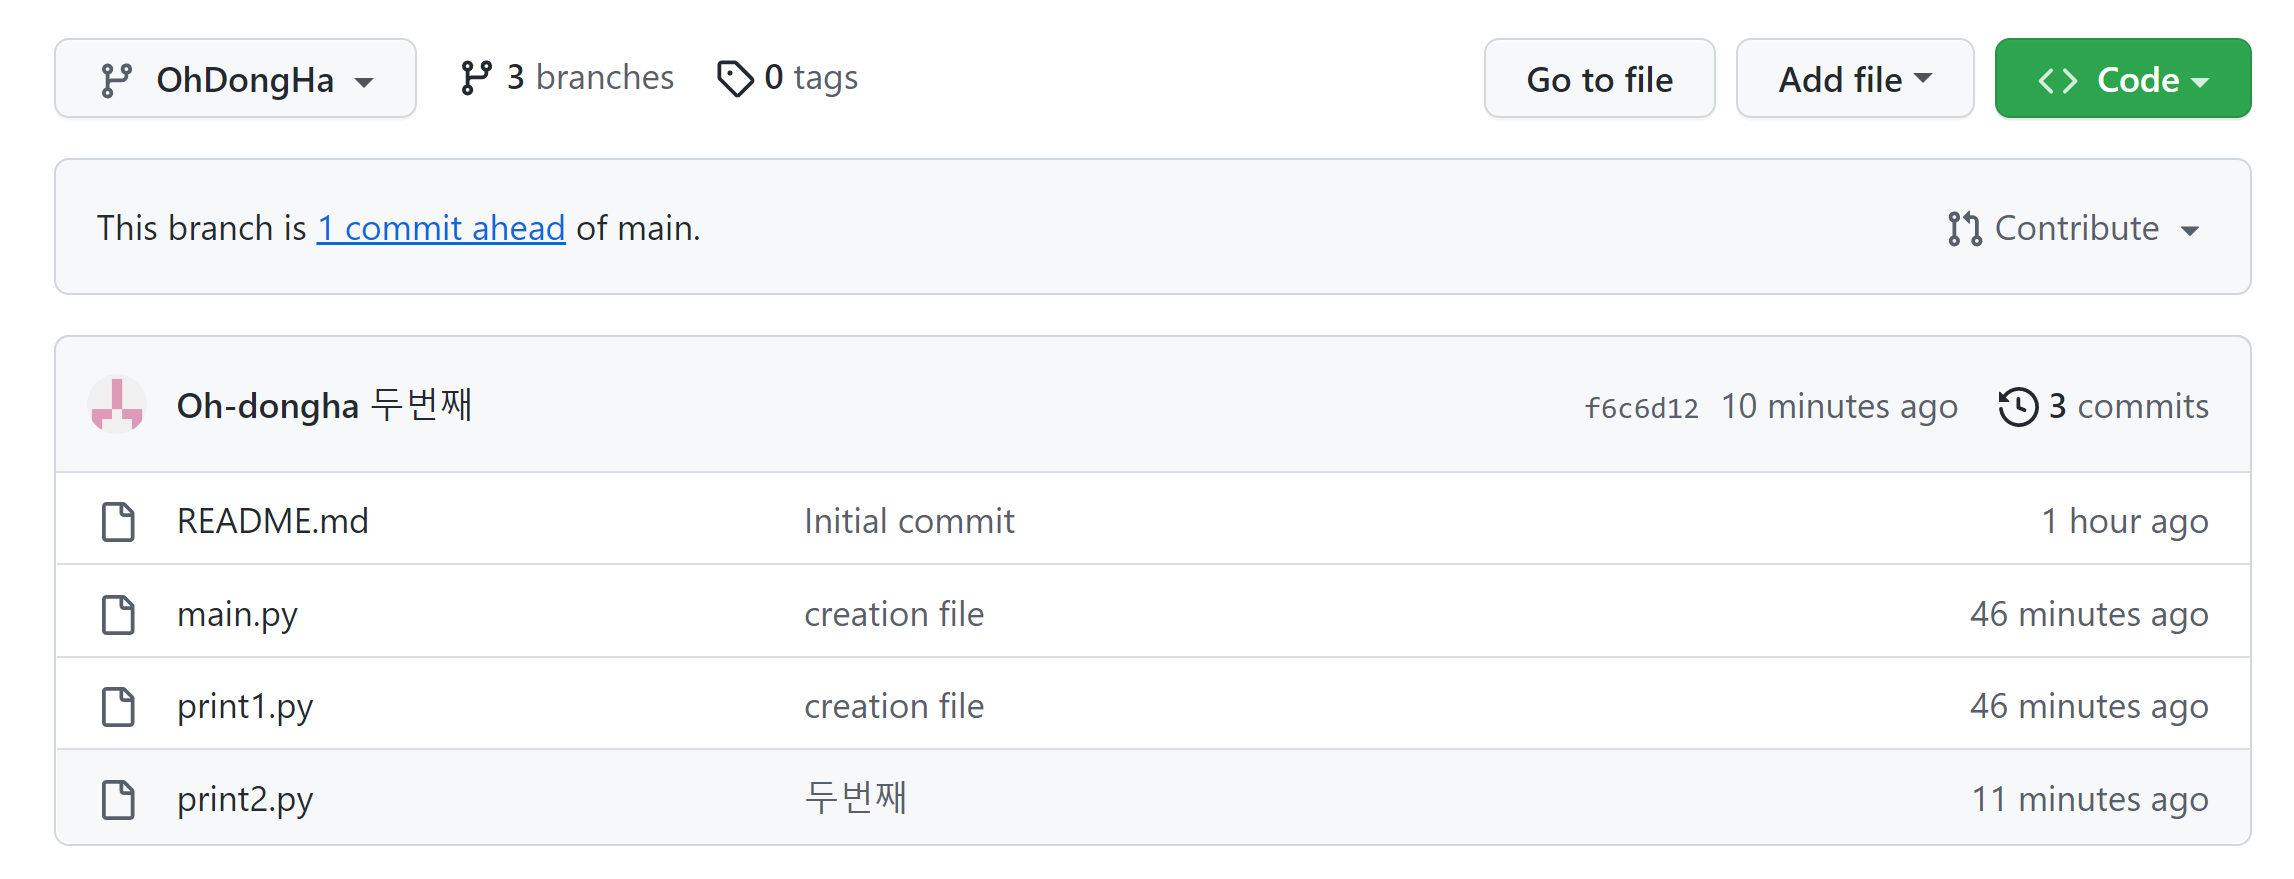 OhDongHa 3 branches 0 tags Go to file Add file Code
This branch is 1 commit ahead of main. Contribute
Oh-dongha 두번째 f6c6d12 10 minutes ago 3 commits
README.md Initial commit 1 hour ago
main.py creation file 46 minutes ago
print1.py creation file 46 minutes ago
print2.py 두번째 11 minutes ago